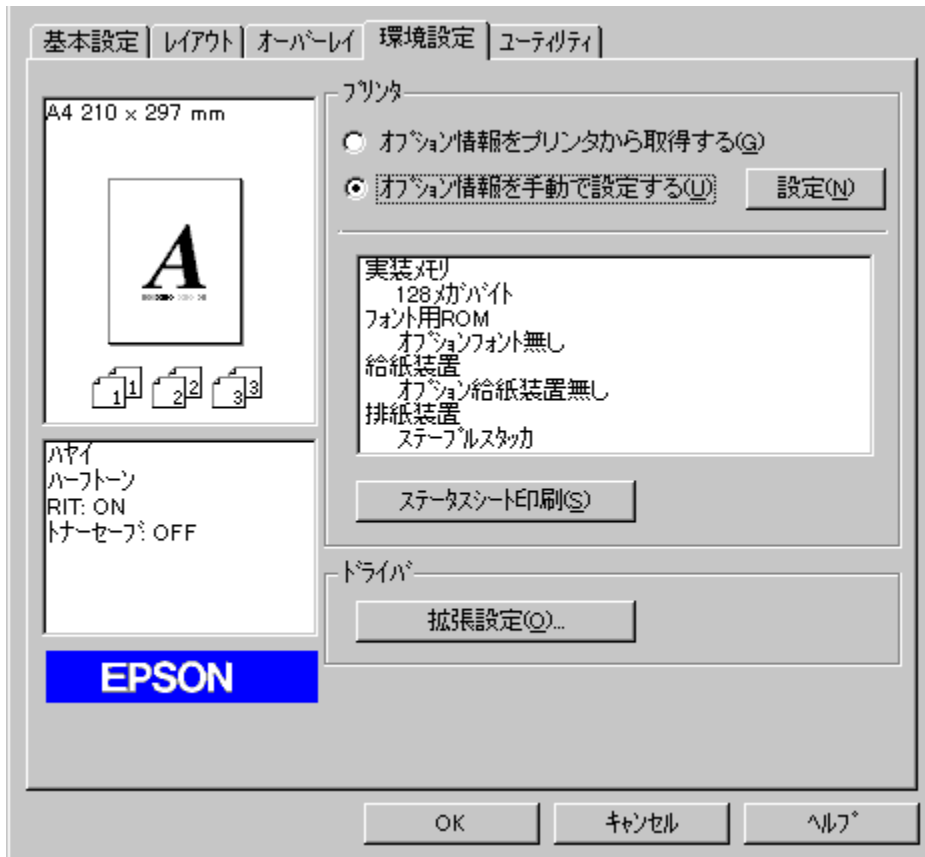 基本設定 ﾚｲｱｳﾄ ｵｰﾊﾞｰﾚｲ 環境設定 ﾕｰﾃｨﾘﾃｨ
A4 210 × 297 mm
A
1 1 2 2 3 3
ﾊﾔｲ
ﾊｰﾌﾄｰﾝ
RIT: ON
ﾄﾅｰｾｰﾌﾞ: OFF
EPSON
ﾌﾟﾘﾝﾀ
ｵﾌﾟｼｮﾝ情報をプリンタから取得する(G)
ｵﾌﾟｼｮﾝ情報を手動で設定する(U) 設定(N)
実装ﾒﾓﾘ
128ﾒｶﾞﾊﾞｲﾄ
ﾌｫﾝﾄ用ROM
ｵﾌﾟｼｮﾝﾌｫﾝﾄ無し
給紙装置
ｵﾌﾟｼｮﾝ給紙装置無し
排紙装置
ｽﾃｰﾌﾟﾙｽﾀｯｶ
ｽﾃｰﾀｽｼｰﾄ印刷(S)
ﾄﾞﾗｲﾊﾞ
拡張設定(O)...
OK ｷｬﾝｾﾙ ﾍﾙﾌﾟ